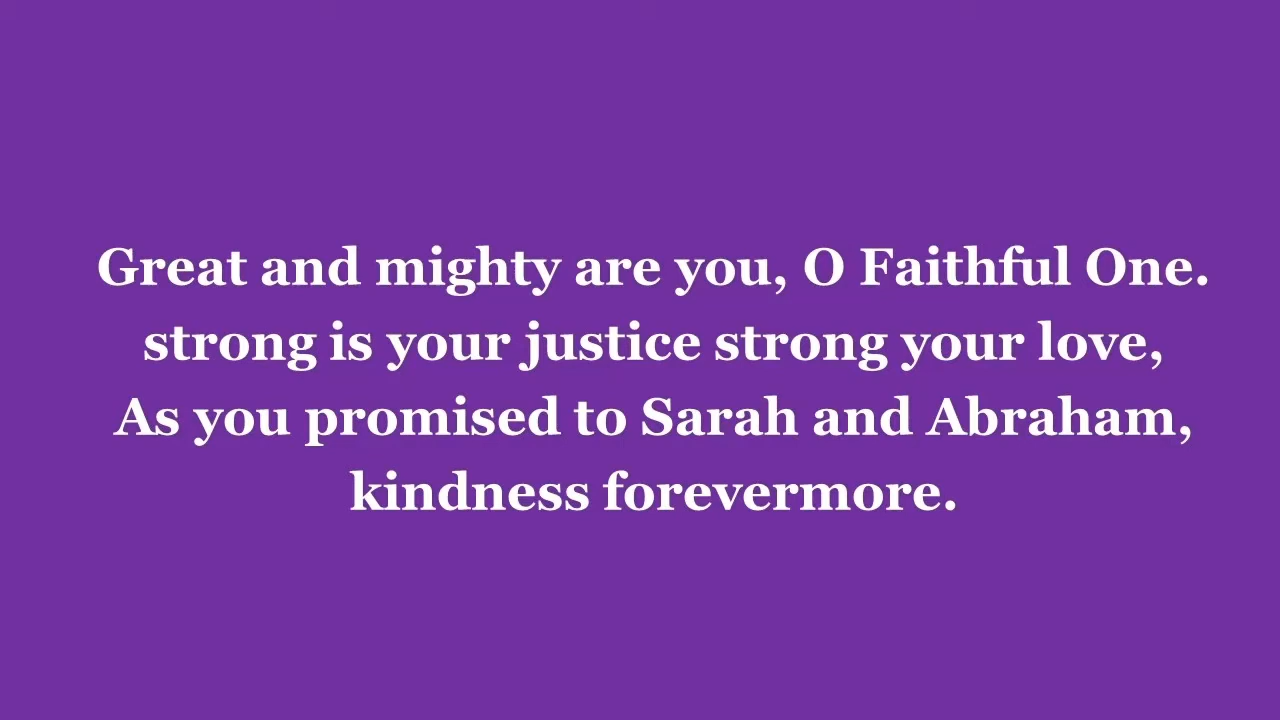 Great and mighty are you, O Faithful One.
strong is your justice strong your love,
As you promised to Sarah and Abraham,
kindness forevermore.